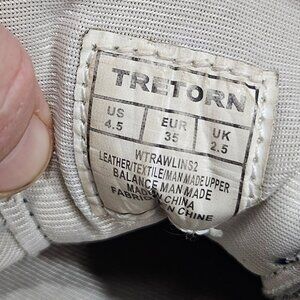 TRETORN
US EUR UK
4.5 35 2.5
WTRAWLINS2
LEATHER/TEXTILE/MAN MADE UPPER
BALANCE MAN MADE
MADE IN CHINA
FABRIQUÉ EN CHINE